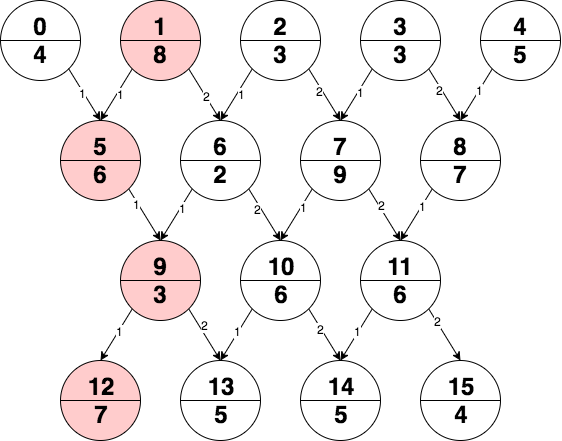 0 1 2 3 4
4 8 3 3 5
1 1 2 1 2 1 2 1
5 6 7 8
6 2 9 7
1 1 2 1 2 1
9 10 11
3 6 6
1 2 1 2 1 2
12 13 14 15
7 5 5 4